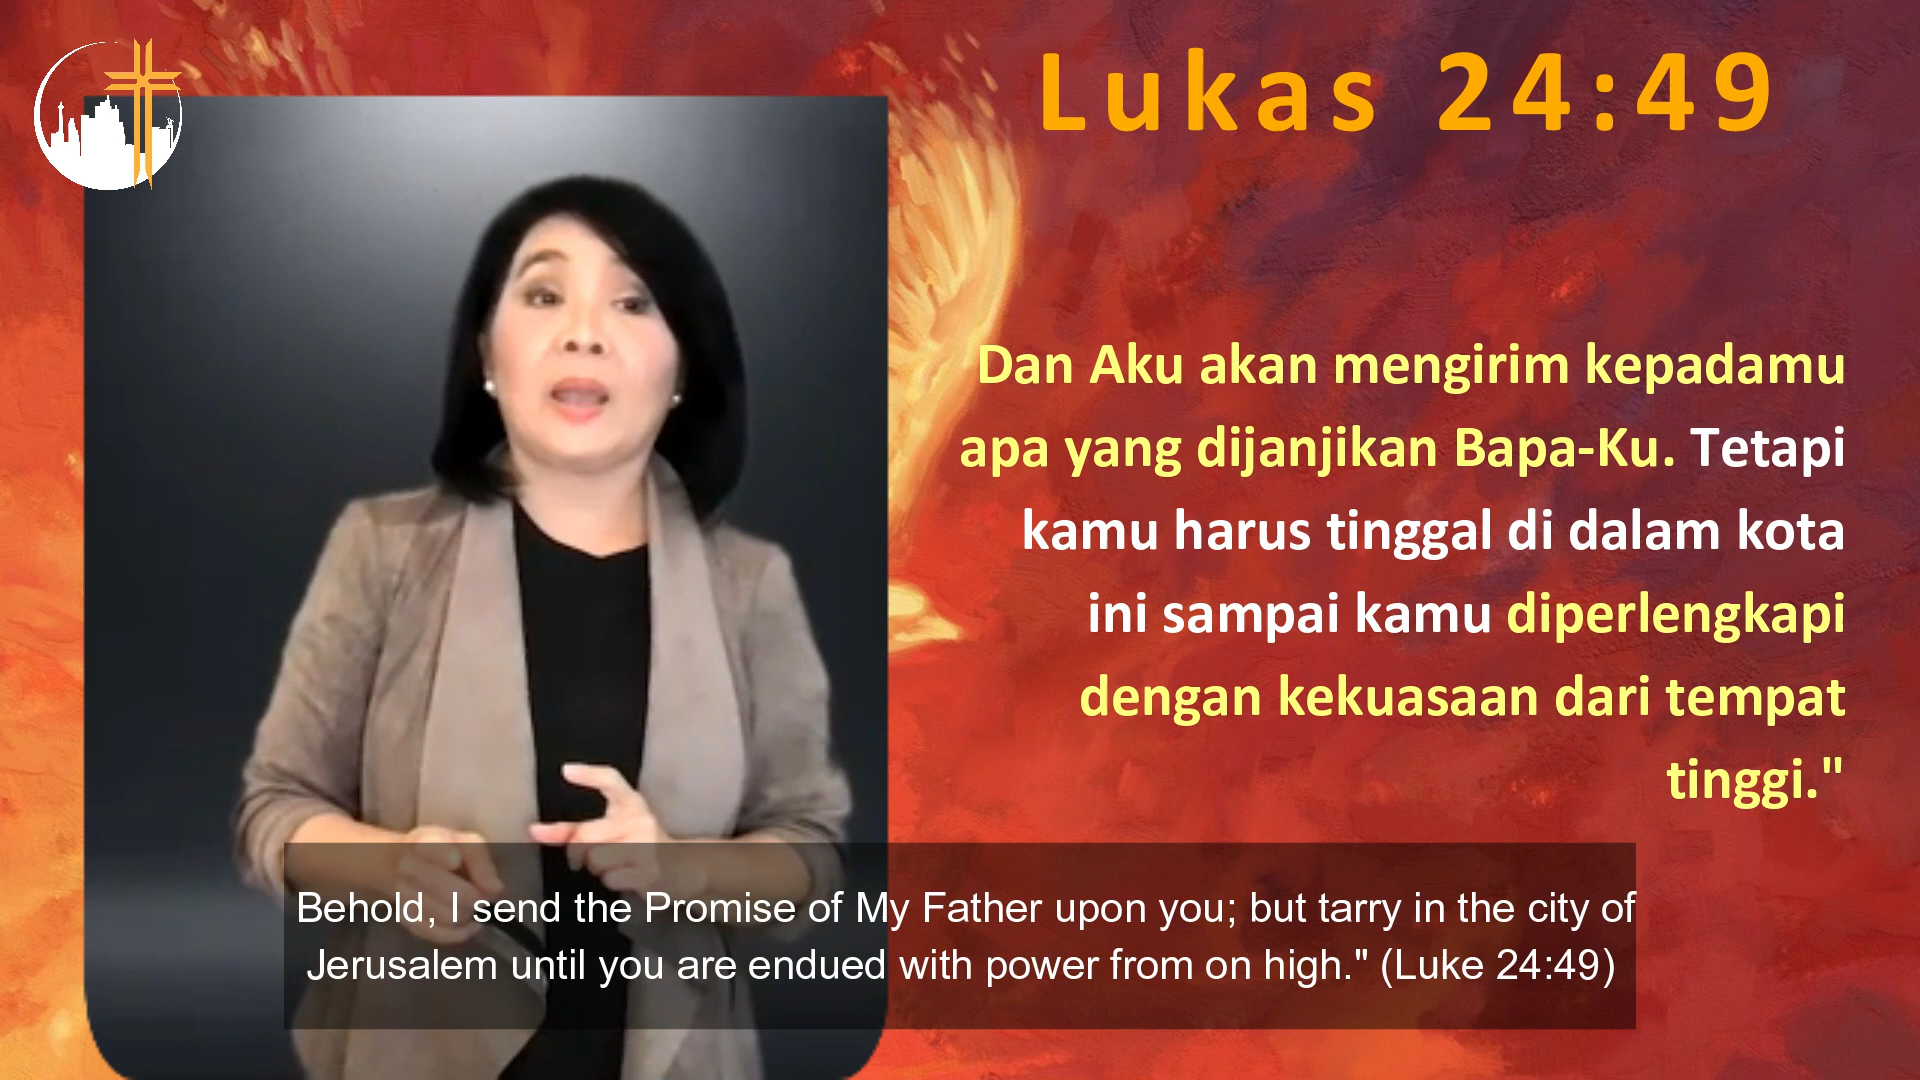 Lukas 24:49
Dan Aku akan mengirim kepadamu
apa yang dijanjikan Bapa-Ku. Tetapi
kamu harus tinggal di dalam kota
ini sampai kamu diperlengkapi
dengan kekuasaan dari tempat
tinggi."
Behold, I send the Promise of My Father upon you; but tarry in the city of
Jerusalem until you are endued with power from on high." (Luke 24:49)